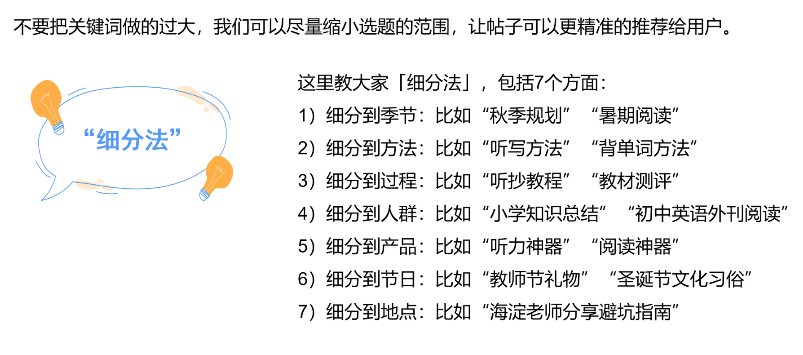 不要把关键词做的过大，我们可以尽量缩小选题的范围，让帖子可以更精准的推荐给用户。
“细分法”
这里教大家「细分法」，包括7个方面：
1）细分到季节：比如“秋季规划” “暑期阅读”
2）细分到方法：比如“听写方法” “背单词方法”
3）细分到过程：比如“听抄教程” “教材测评”
4）细分到人群：比如“小学知识总结” “初中英语外刊阅读”
5）细分到产品：比如“听力神器” “阅读神器”
6）细分到节日：比如“教师节礼物” “圣诞节文化习俗”
7）细分到地点：比如“海淀老师分享避坑指南”